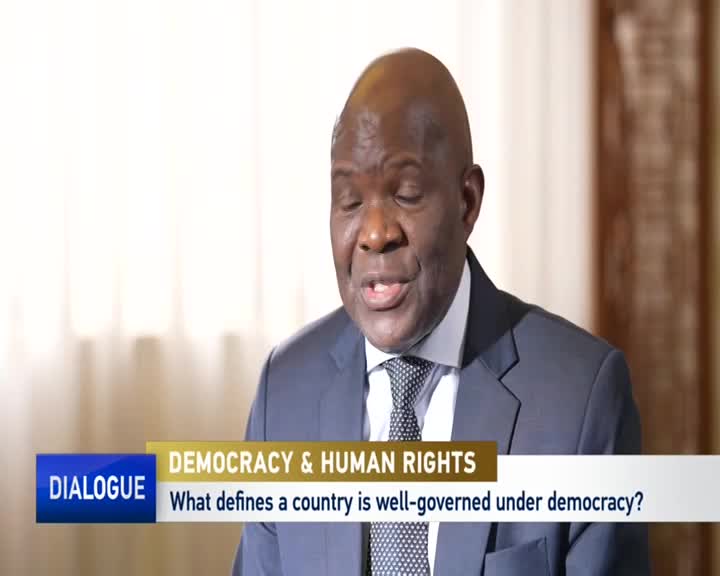 DEMOCRACY & HUMAN RIGHTS
DIALOGUE
What defines a country is well-governed under democracy?